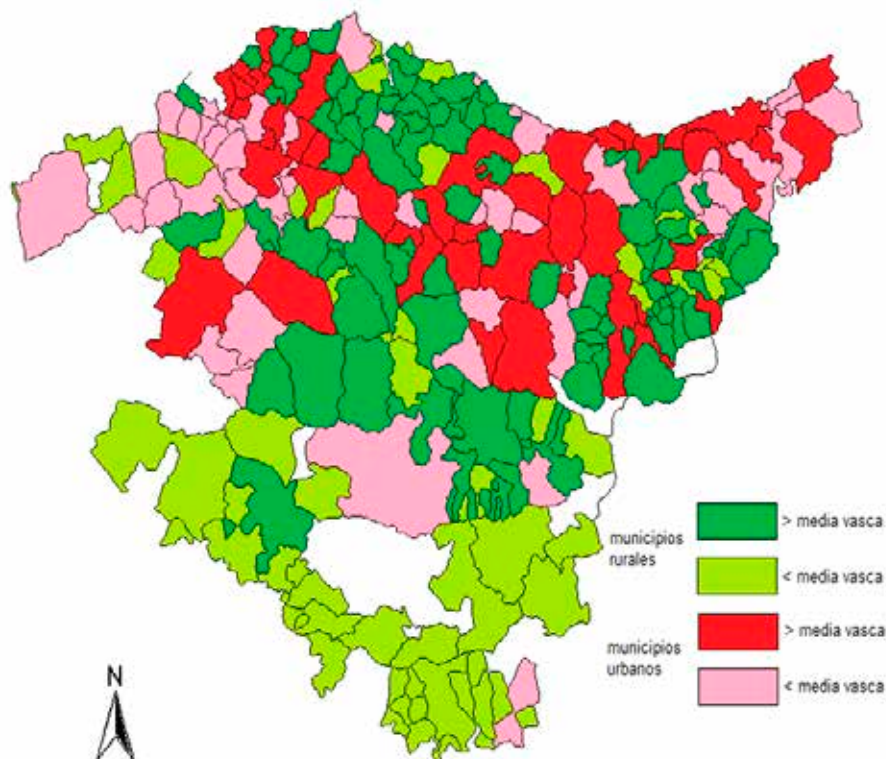 > media vasca
municipios
rurales
< media vasca
> media vasca
municipios
urbanos
< media vasca
N